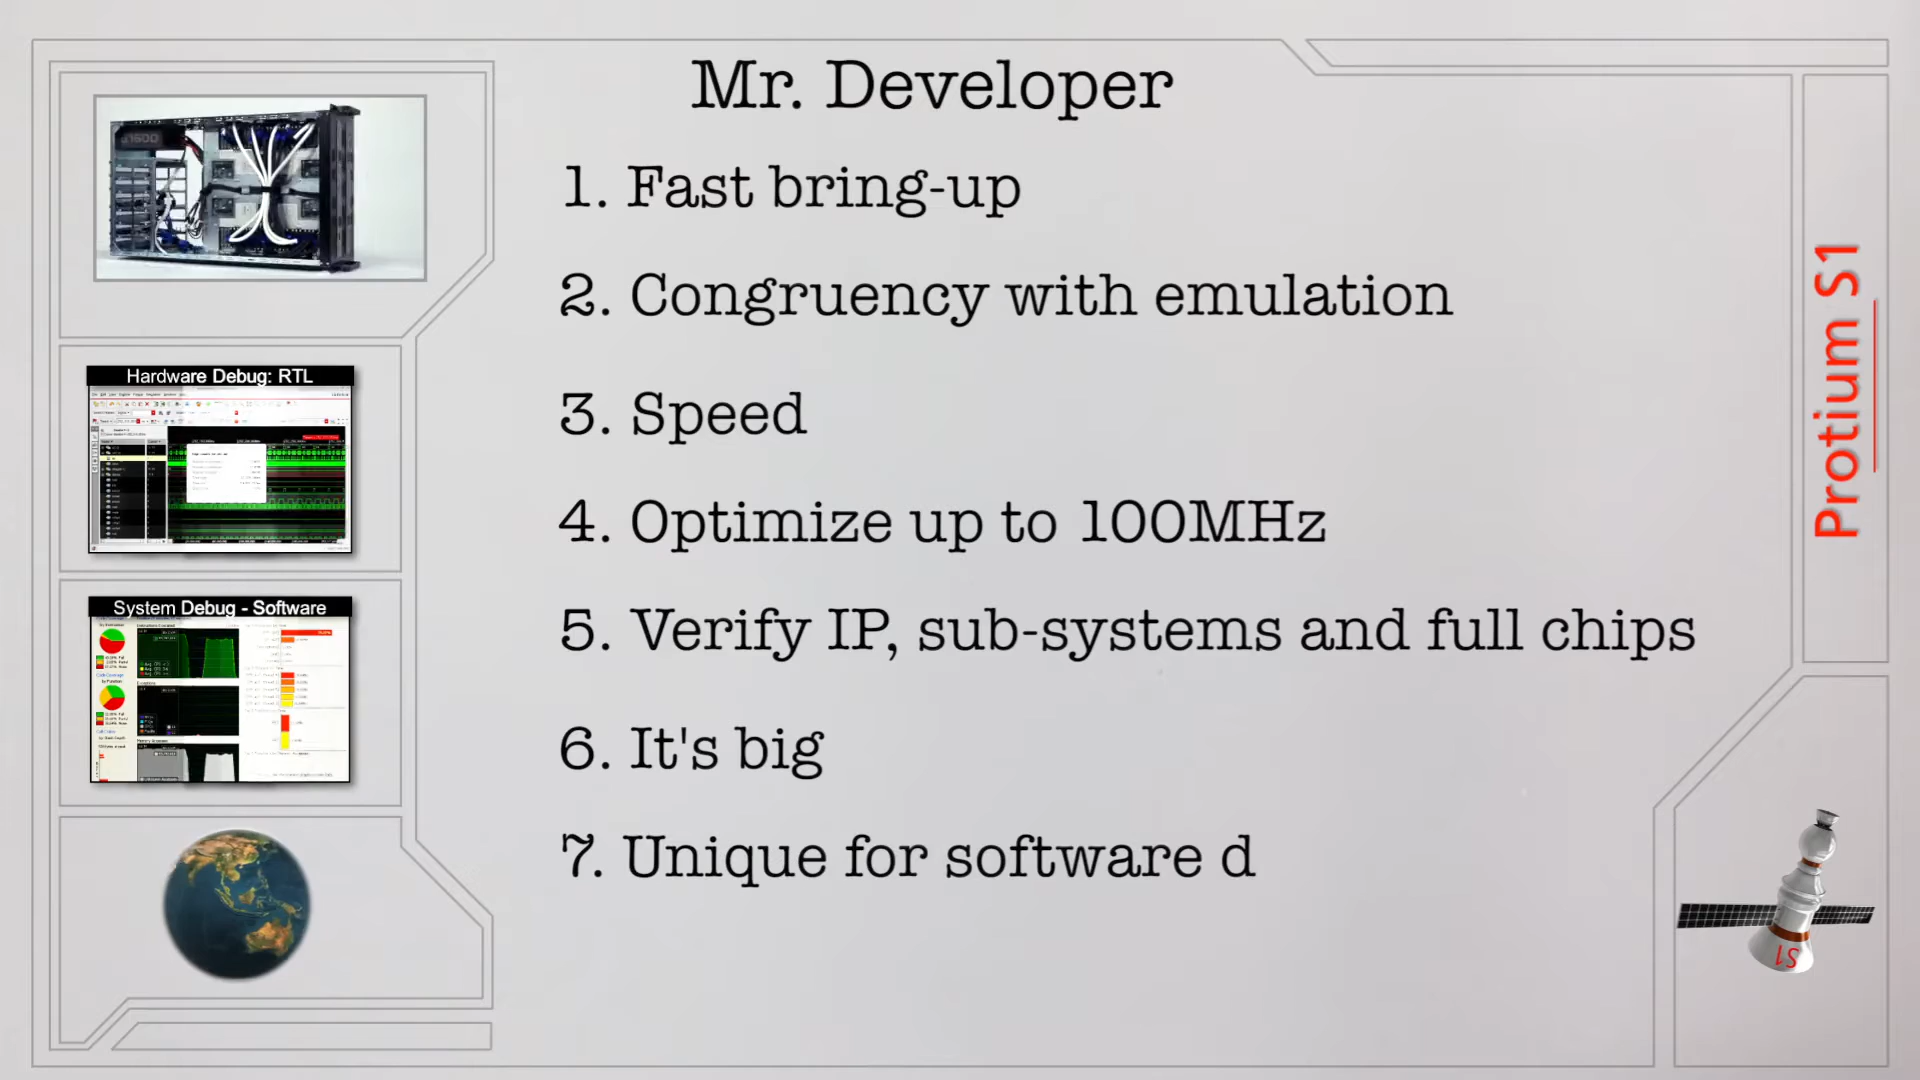 Mr. Developer
1. Fast bring-up
2. Congruency with emulation
3. Speed
4. Optimize up to 100MHz
5. Verify IP, sub-systems and full chips
6. It's big
7. Unique for software d
Hardware Debug: RTL
System Debug - Software
Protium S1
S1